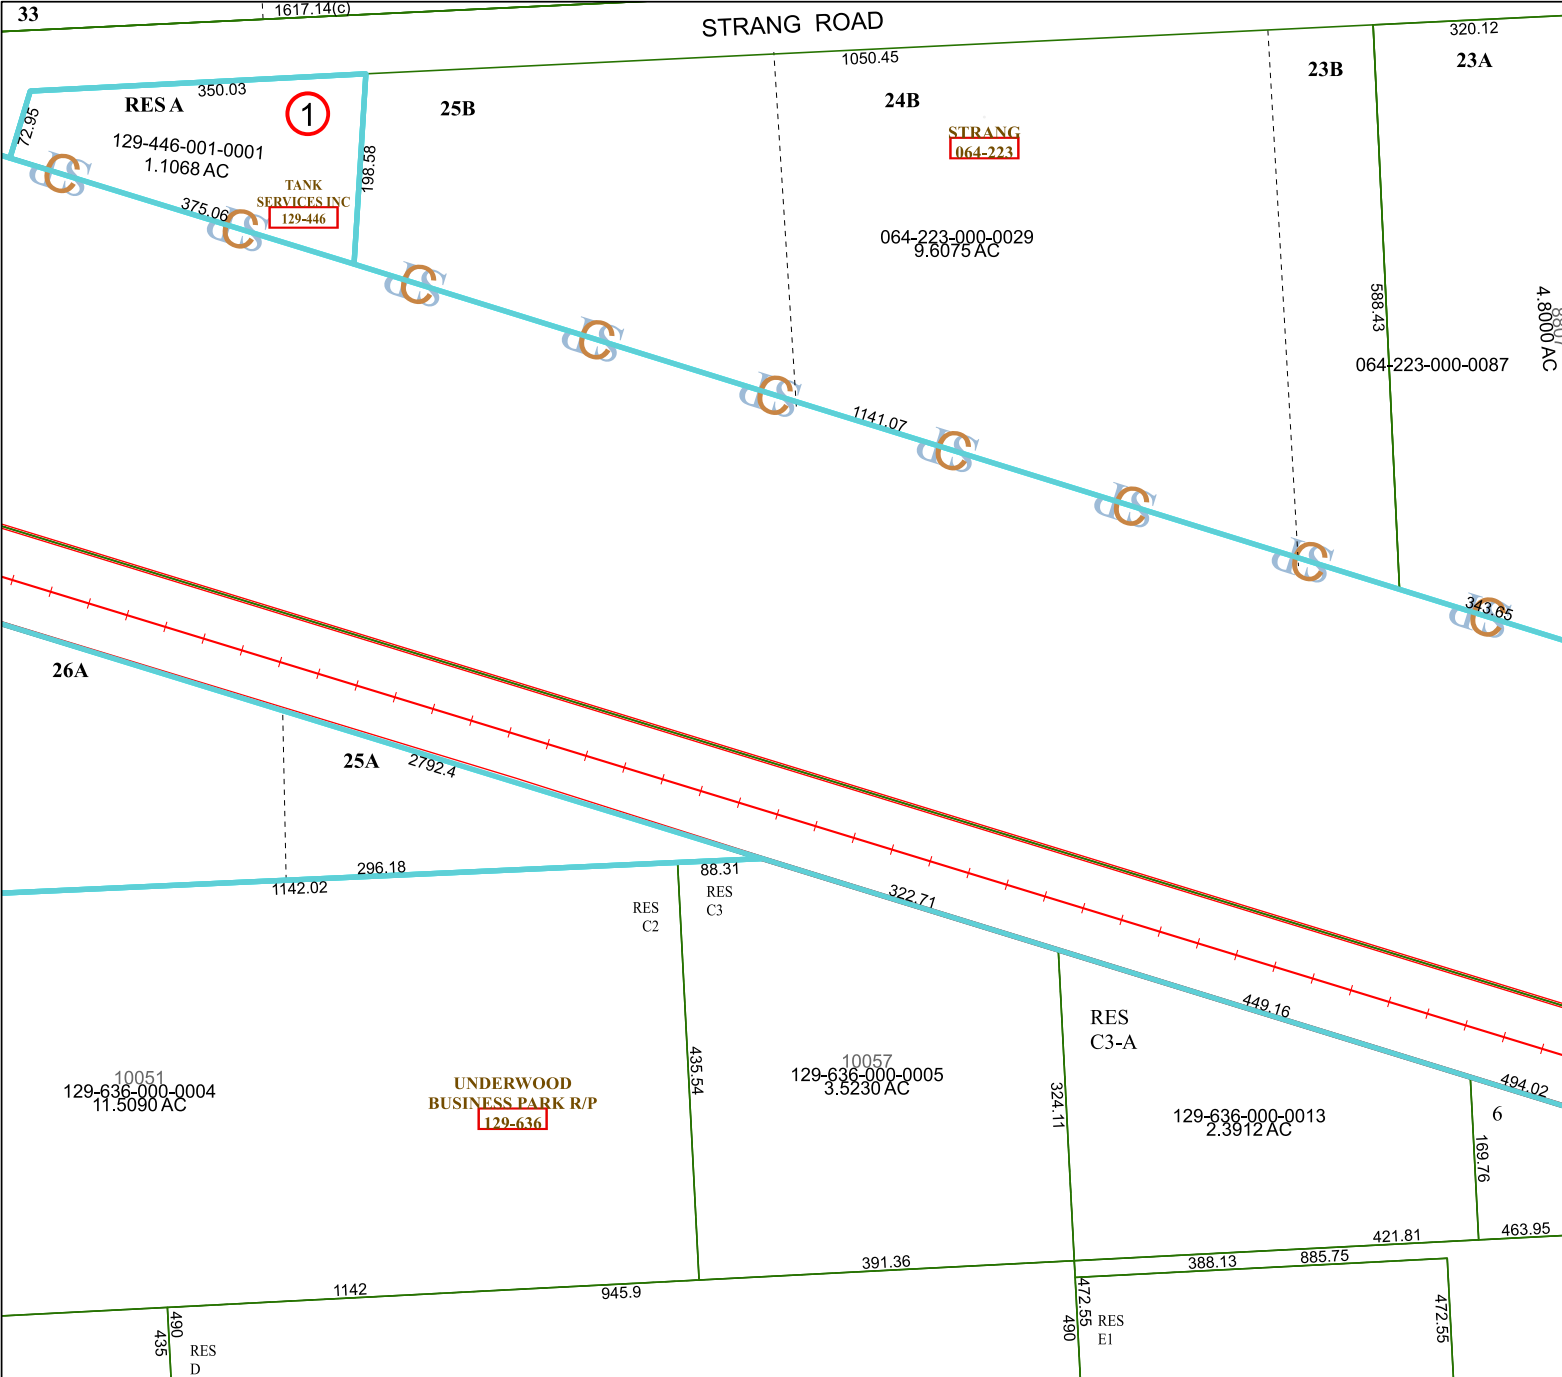 33
1617.14(c)
STRANG ROAD
320.12
1050.45
23A
23B
350.03
RES A
1
25B
24B
72.95
129-446-001-0001
1.1068 AC
STRANG
064-223
198.58
TANK
SERVICES INC
129-446
375.06
064-223-000-0029
9.6075 AC
588.43
4.8000 AC
064-223-000-0087
1141.07
343.65
26A
25A
2792.4
296.18
1142.02
88.31
RES
C3
RES
C2
322.71
449.16
RES
C3-A
435.54
10051
129-636-000-0004
11.5090 AC
UNDERWOOD
BUSINESS PARK R/P
129-636
10057
129-636-000-0005
3.5230 AC
324.11
494.02
6
129-636-000-0013
2.3912 AC
169.76
421.81
463.95
391.36
388.13
885.75
1142
945.9
490
435
RES
D
472.55
490
RES
E1
472.55